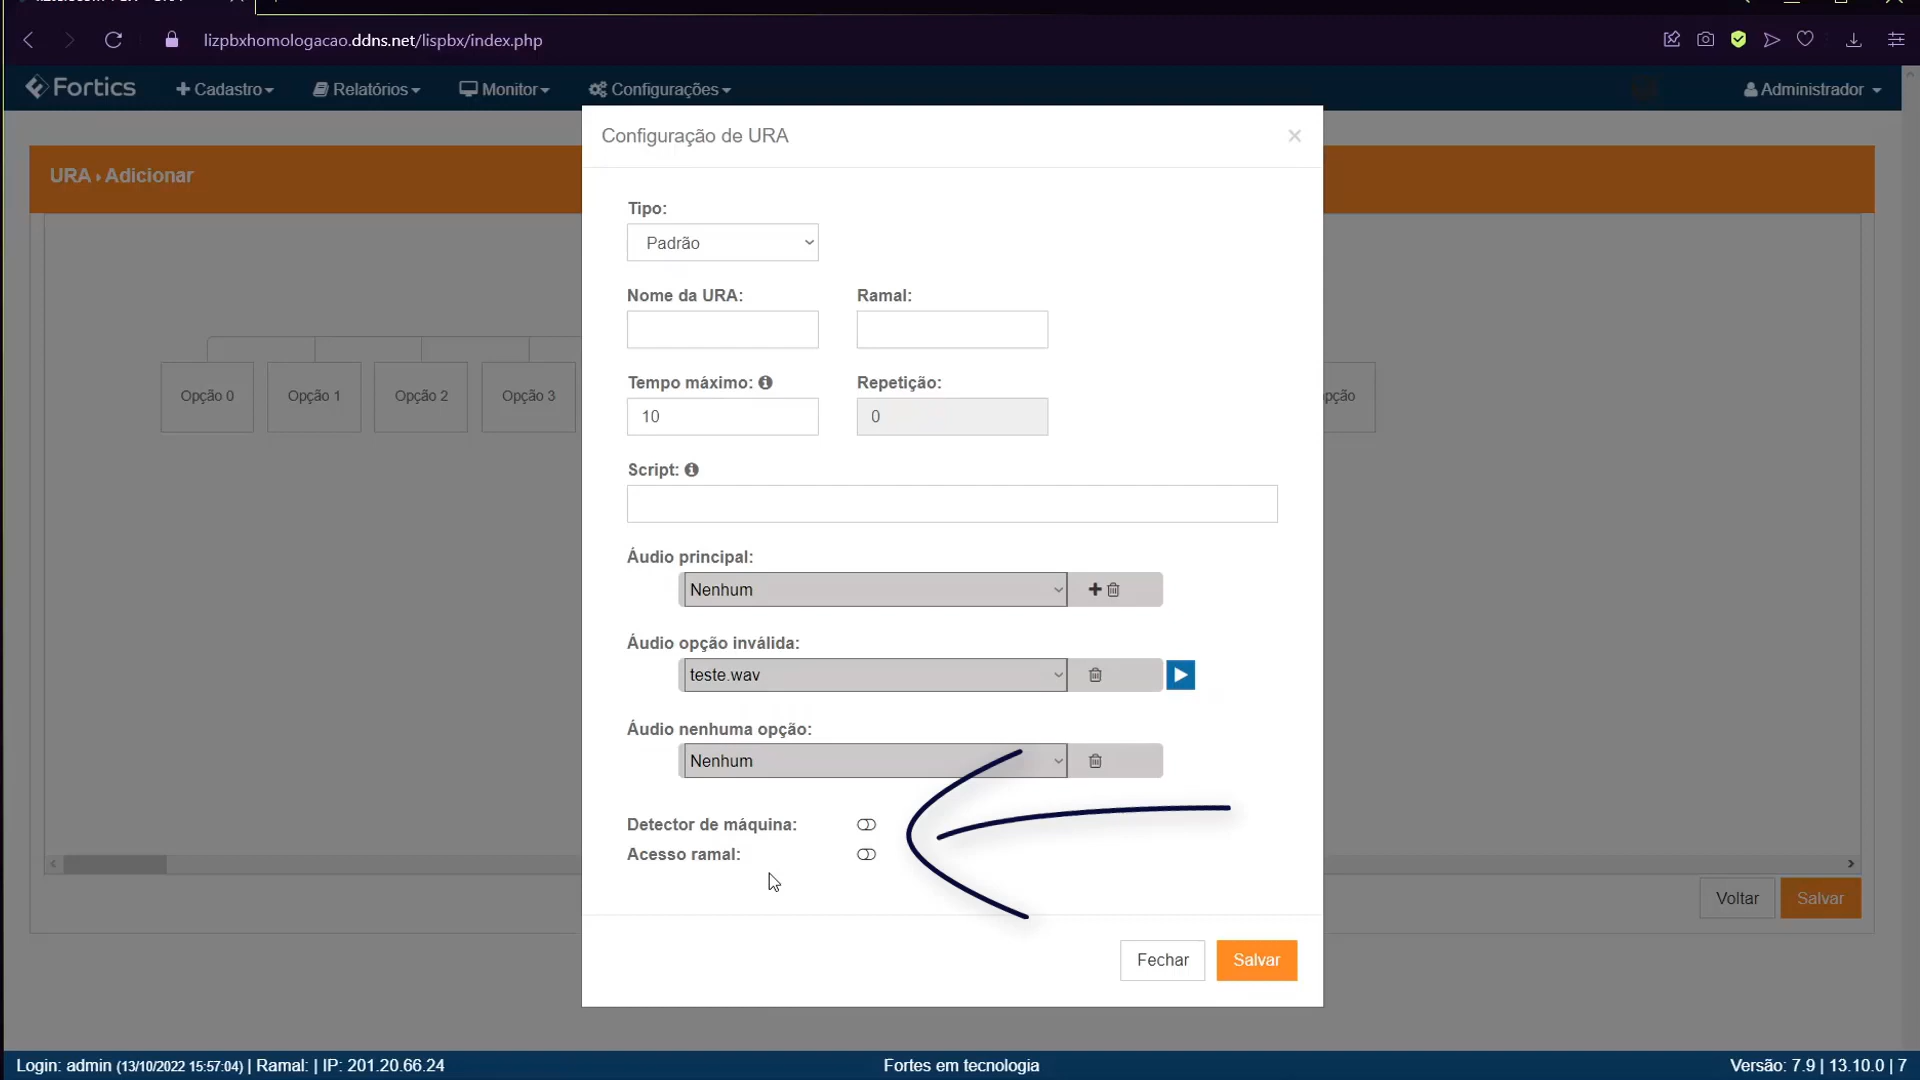 lizpbxhomologacao.ddns.net/lispbx/index.php
Fortics
Cadastro
Relatórios
Monitor
Configurações
Administrador
Configuração de URA
×
URA › Adicionar
Tipo:
Padrão
Nome da URA:
Ramal:
Opção 0
Opção 1
Opção 2
Opção 3
Tempo máximo:
Repetição:
10
0
Script:
Áudio principal:
Nenhum
Áudio opção inválida:
teste.wav
Áudio nenhuma opção:
Nenhum
Detector de máquina:
Acesso ramal:
Voltar
Salvar
Fechar
Salvar
Login: admin (13/10/2022 15:57:04) | Ramal: | IP: 201.20.66.24
Fortes em tecnologia
Versão: 7.9 | 13.10.0 | 7